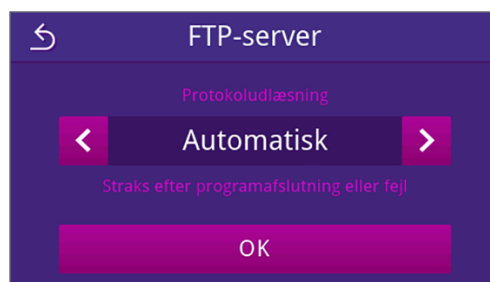 FTP-server
Protokoludlæsning
Automatisk
Straks efter programafslutning eller fejl
OK